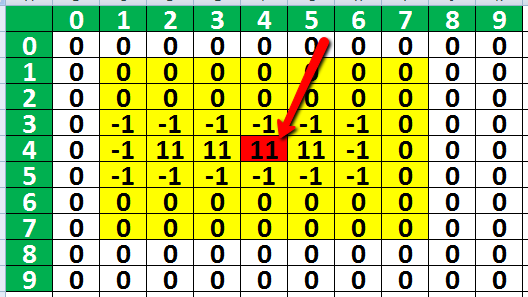 0 1 2 3 4 5 6 7 8 9
0 0 0 0 0 0 0 0 0 0 0
1 0 0 0 0 0 0 0 0 0 0
2 0 0 0 0 0 0 0 0 0 0
3 0 -1 -1 -1 -1 -1 -1 0 0 0
4 0 -1 11 11 11 11 -1 0 0 0
5 0 -1 -1 -1 -1 -1 -1 0 0 0
6 0 0 0 0 0 0 0 0 0 0
7 0 0 0 0 0 0 0 0 0 0
8 0 0 0 0 0 0 0 0 0 0
9 0 0 0 0 0 0 0 0 0 0